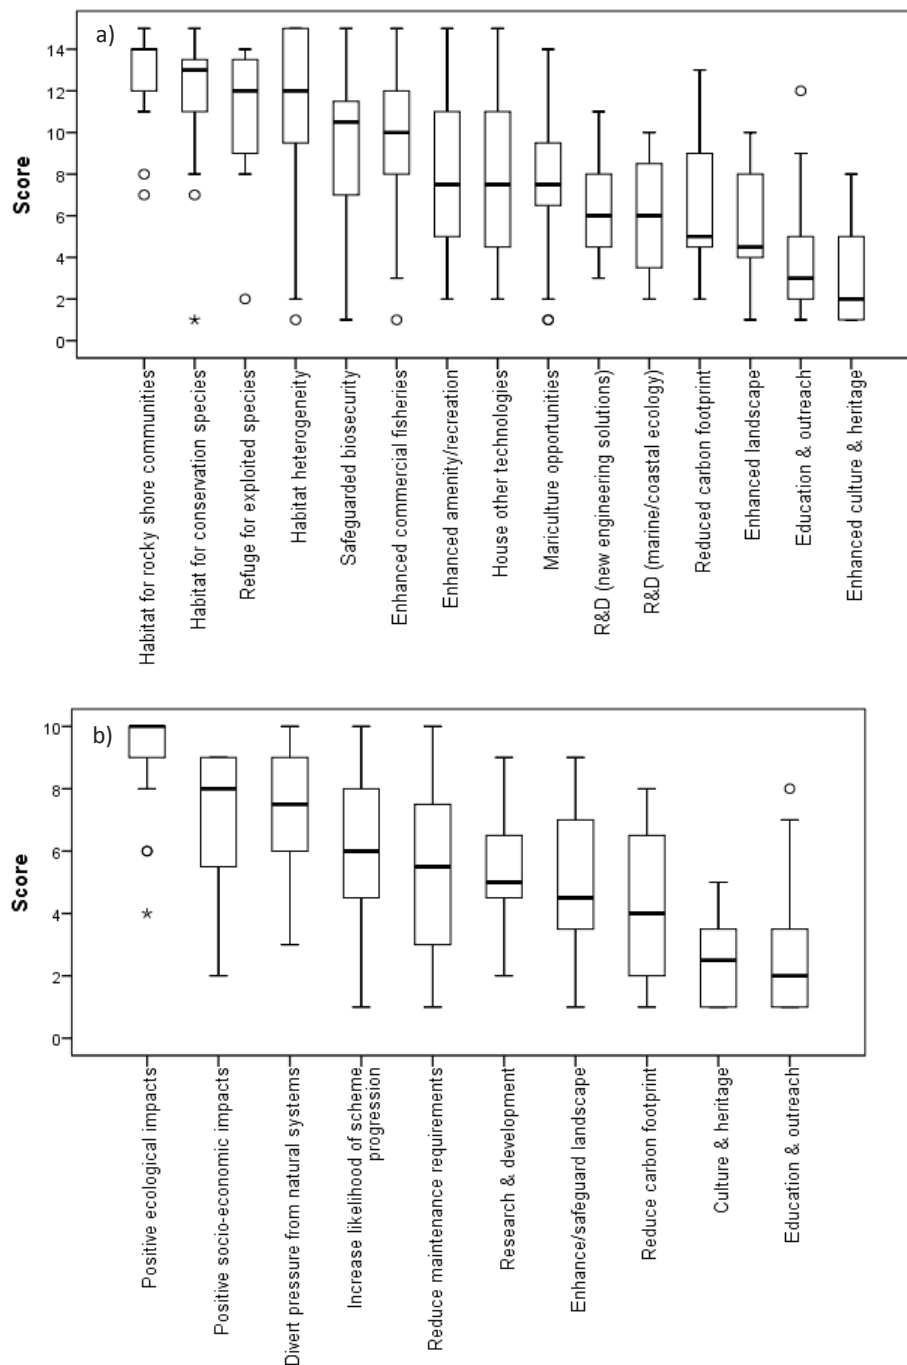 a)
Score
14
12
10
8
6
4
2
0
Habitat for rocky shore communities
Habitat for conservation species
Refuge for exploited species
Habitat heterogeneity
Safeguarded biosecurity
Enhanced commercial fisheries
Enhanced amenity/recreation
House other technologies
Mariculture opportunities
R&D (new engineering solutions)
R&D (marine/coastal ecology)
Reduced carbon footprint
Enhanced landscape
Education & outreach
Enhanced culture & heritage
b)
Score
10
8
6
4
2
0
Positive ecological impacts
Positive socio-economic impacts
Divert pressure from natural systems
Increase likelihood of scheme
progression
Reduce maintenance requirements
Research & development
Enhance/safeguard landscape
Reduce carbon footprint
Culture & heritage
Education & outreach